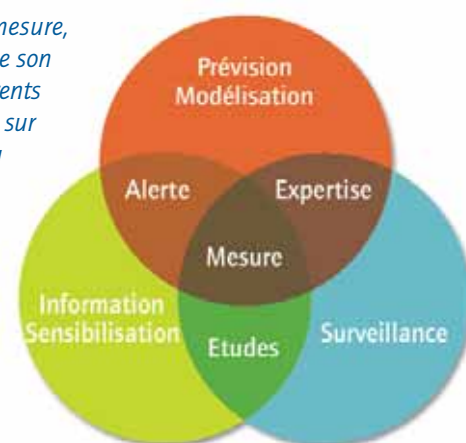 mesure,
e son
ents
sur
Prévision
Modélisation
Alerte
Expertise
Mesure
Information
Sensibilisation
Etudes
Surveillance